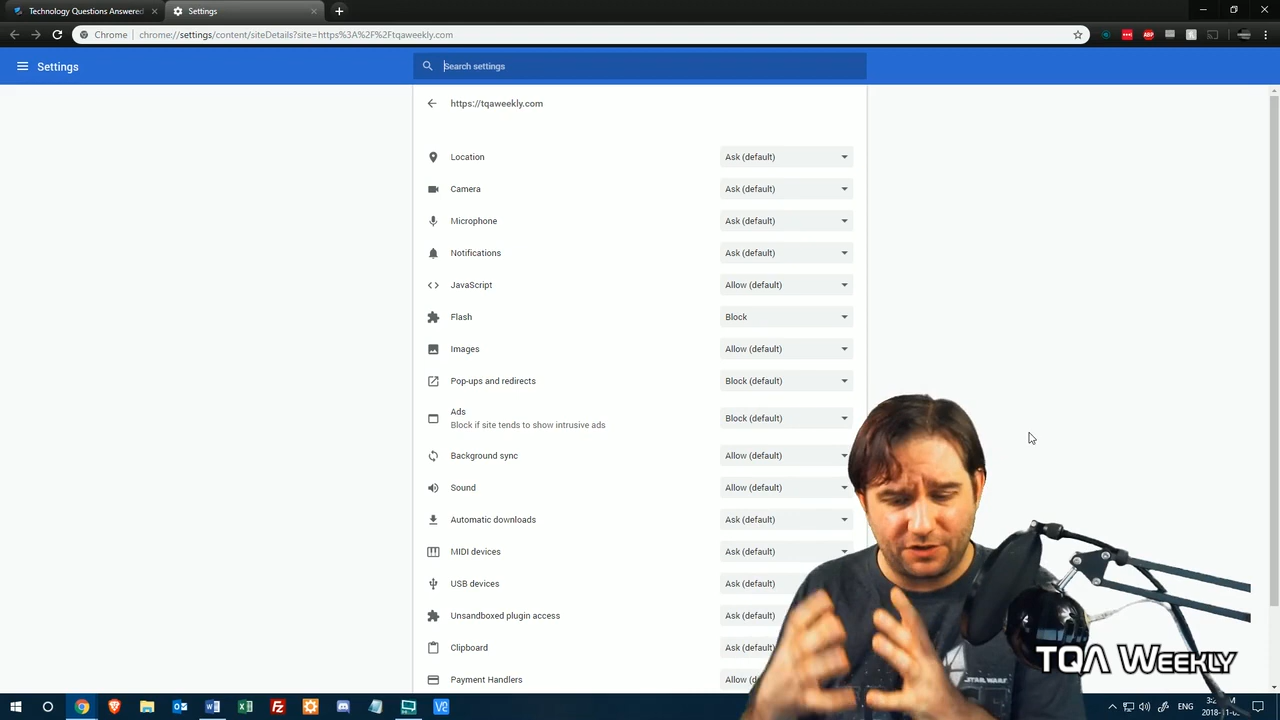 Technology Questions Answered
Settings
Chrome
chrome://settings/content/siteDetails?site=https%3A%2F%2Ftqaweekly.com
ABP
Settings
Search settings
https://tqaweekly.com
Location
Ask (default)
Camera
Ask (default)
Microphone
Ask (default)
Notifications
Ask (default)
JavaScript
Allow (default)
Flash
Block
Images
Allow (default)
Pop-ups and redirects
Block (default)
Ads
Block if site tends to show intrusive ads
Block (default)
Background sync
Allow (default)
Sound
Allow (default)
Automatic downloads
Ask (default)
MIDI devices
Ask (default)
USB devices
Ask (default)
Unsandboxed plugin access
Ask (default)
Clipboard
Ask (default)
Payment Handlers
Allow
STAR WARS
TQA WEEKLY
ENG